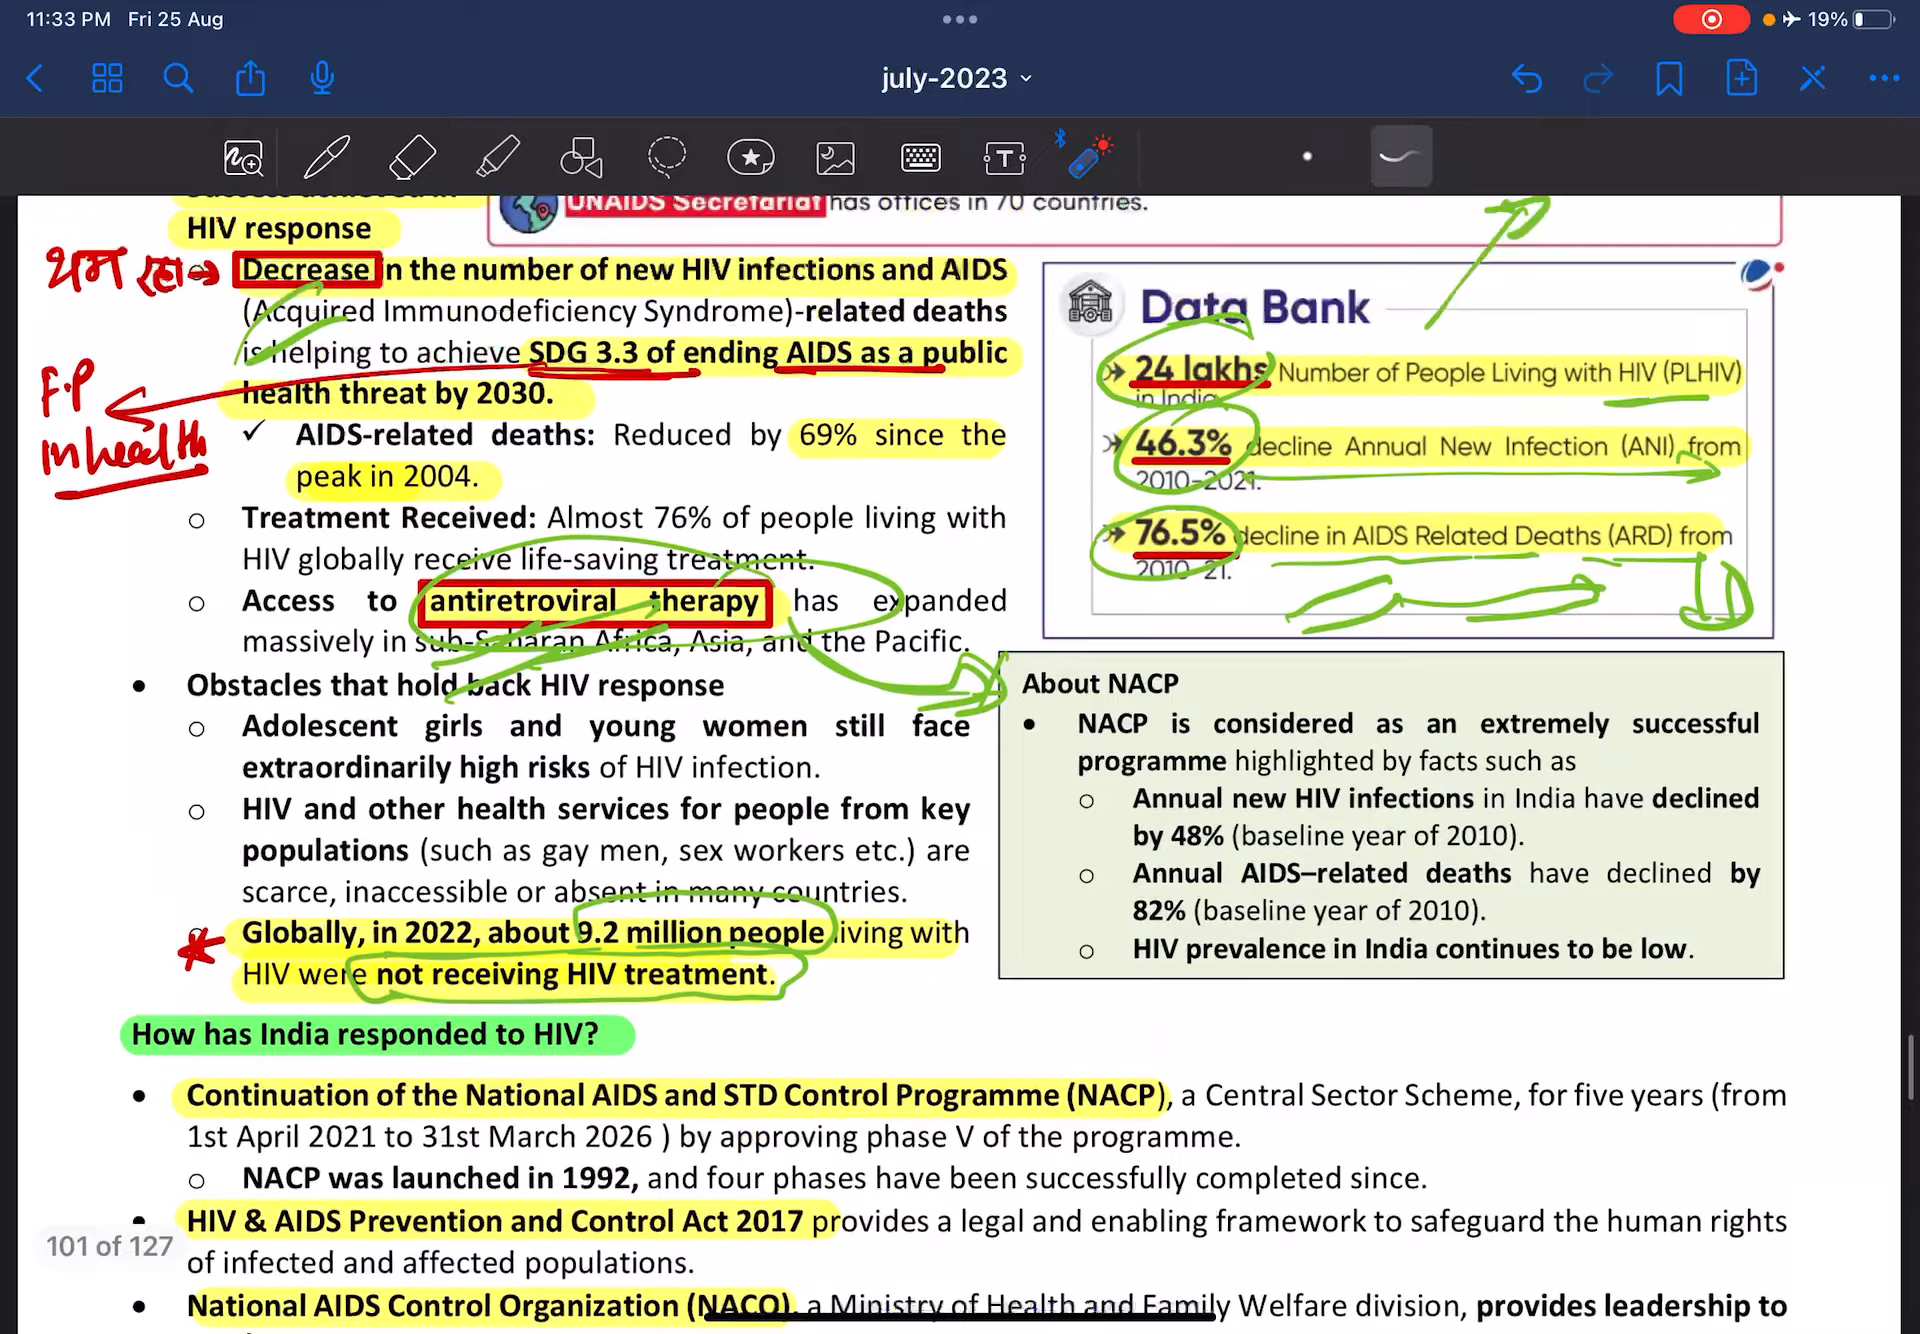 11:33 PM Fri 25 Aug
19%
july-2023
HIV response
UNAIDS Secretariat has offices in 70 countries.
थाम रहा
Decrease in the number of new HIV infections and AIDS
(Acquired Immunodeficiency Syndrome)-related deaths
is helping to achieve SDG 3.3 of ending AIDS as a public
health threat by 2030.
F.P
in health
✓ AIDS-related deaths: Reduced by 69% since the
peak in 2004.
o Treatment Received: Almost 76% of people living with
HIV globally receive life-saving treatment.
o Access to antiretroviral therapy has expanded
massively in sub-Saharan Africa, Asia, and the Pacific.
• Obstacles that hold back HIV response
o Adolescent girls and young women still face
extraordinarily high risks of HIV infection.
o HIV and other health services for people from key
populations (such as gay men, sex workers etc.) are
scarce, inaccessible or absent in many countries.
o Globally, in 2022, about 9.2 million people living with
HIV were not receiving HIV treatment.
Data Bank
24 lakhs Number of People Living with HIV (PLHIV)
in India
46.3% decline Annual New Infection (ANI) from
2010-2021.
76.5% decline in AIDS Related Deaths (ARD) from
2010-21.
About NACP
• NACP is considered as an extremely successful
programme highlighted by facts such as
o Annual new HIV infections in India have declined
by 48% (baseline year of 2010).
o Annual AIDS–related deaths have declined by
82% (baseline year of 2010).
o HIV prevalence in India continues to be low.
How has India responded to HIV?
• Continuation of the National AIDS and STD Control Programme (NACP), a Central Sector Scheme, for five years (from
1st April 2021 to 31st March 2026 ) by approving phase V of the programme.
o NACP was launched in 1992, and four phases have been successfully completed since.
• HIV & AIDS Prevention and Control Act 2017 provides a legal and enabling framework to safeguard the human rights
of infected and affected populations.
101 of 127
• National AIDS Control Organization (NACO), a Ministry of Health and Family Welfare division, provides leadership to